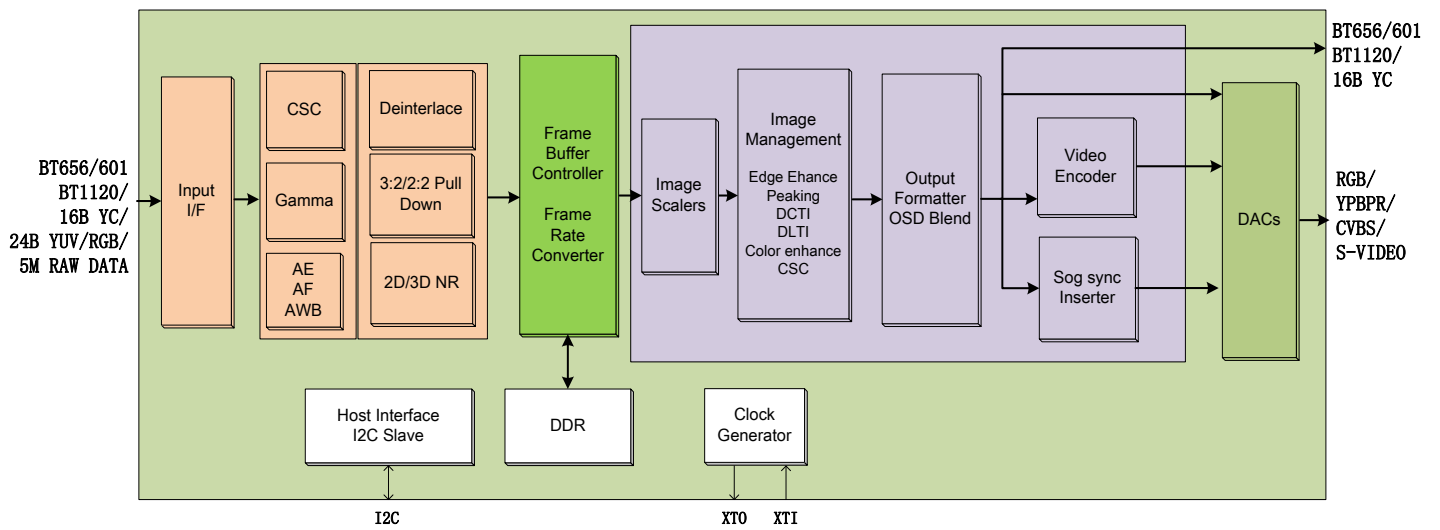 BT656/601
BT1120/
16B YC/
24B YUV/RGB/
5M RAW DATA
Input
I/F
CSC
Gamma
AE
AF
AWB
Deinterlace
3:2/2:2 Pull
Down
2D/3D NR
Frame
Buffer
Controller
Frame
Rate
Converter
Image
Scalers
Image
Management
Edge Ehance
Peaking
DCTI
DLTI
Color enhance
CSC
Output
Formatter
OSD Blend
Video
Encoder
Sog sync
Inserter
DACs
BT656/601
BT1120/
16B YC
RGB/
YPBPR/
CVBS/
S-VIDEO
Host Interface
I2C Slave
DDR
Clock
Generator
I2C
XTO
XTI